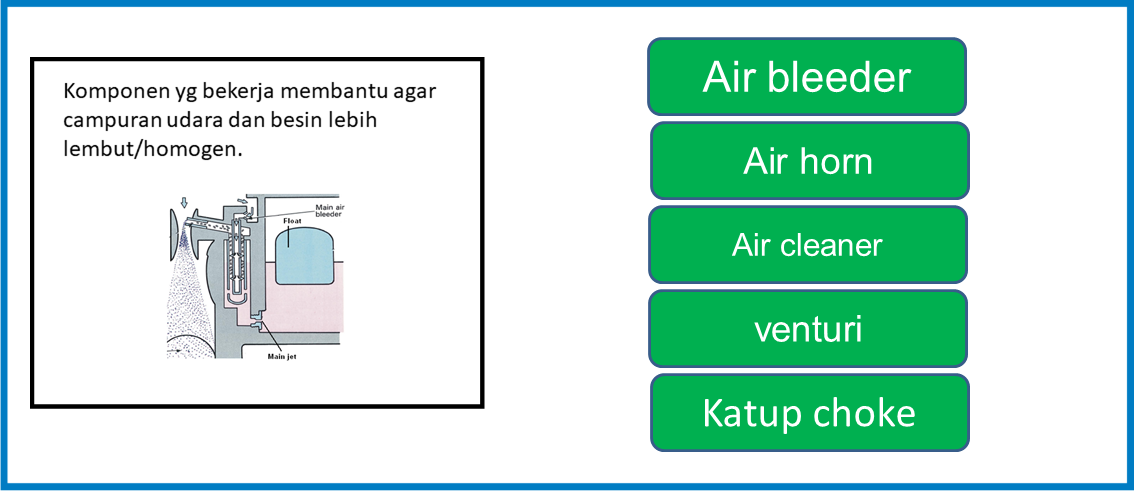 Komponen yg bekerja membantu agar
campuran udara dan besin lebih
lembut/homogen.
Main air
bleeder
Float
Main jet
Air bleeder
Air horn
Air cleaner
venturi
Katup choke